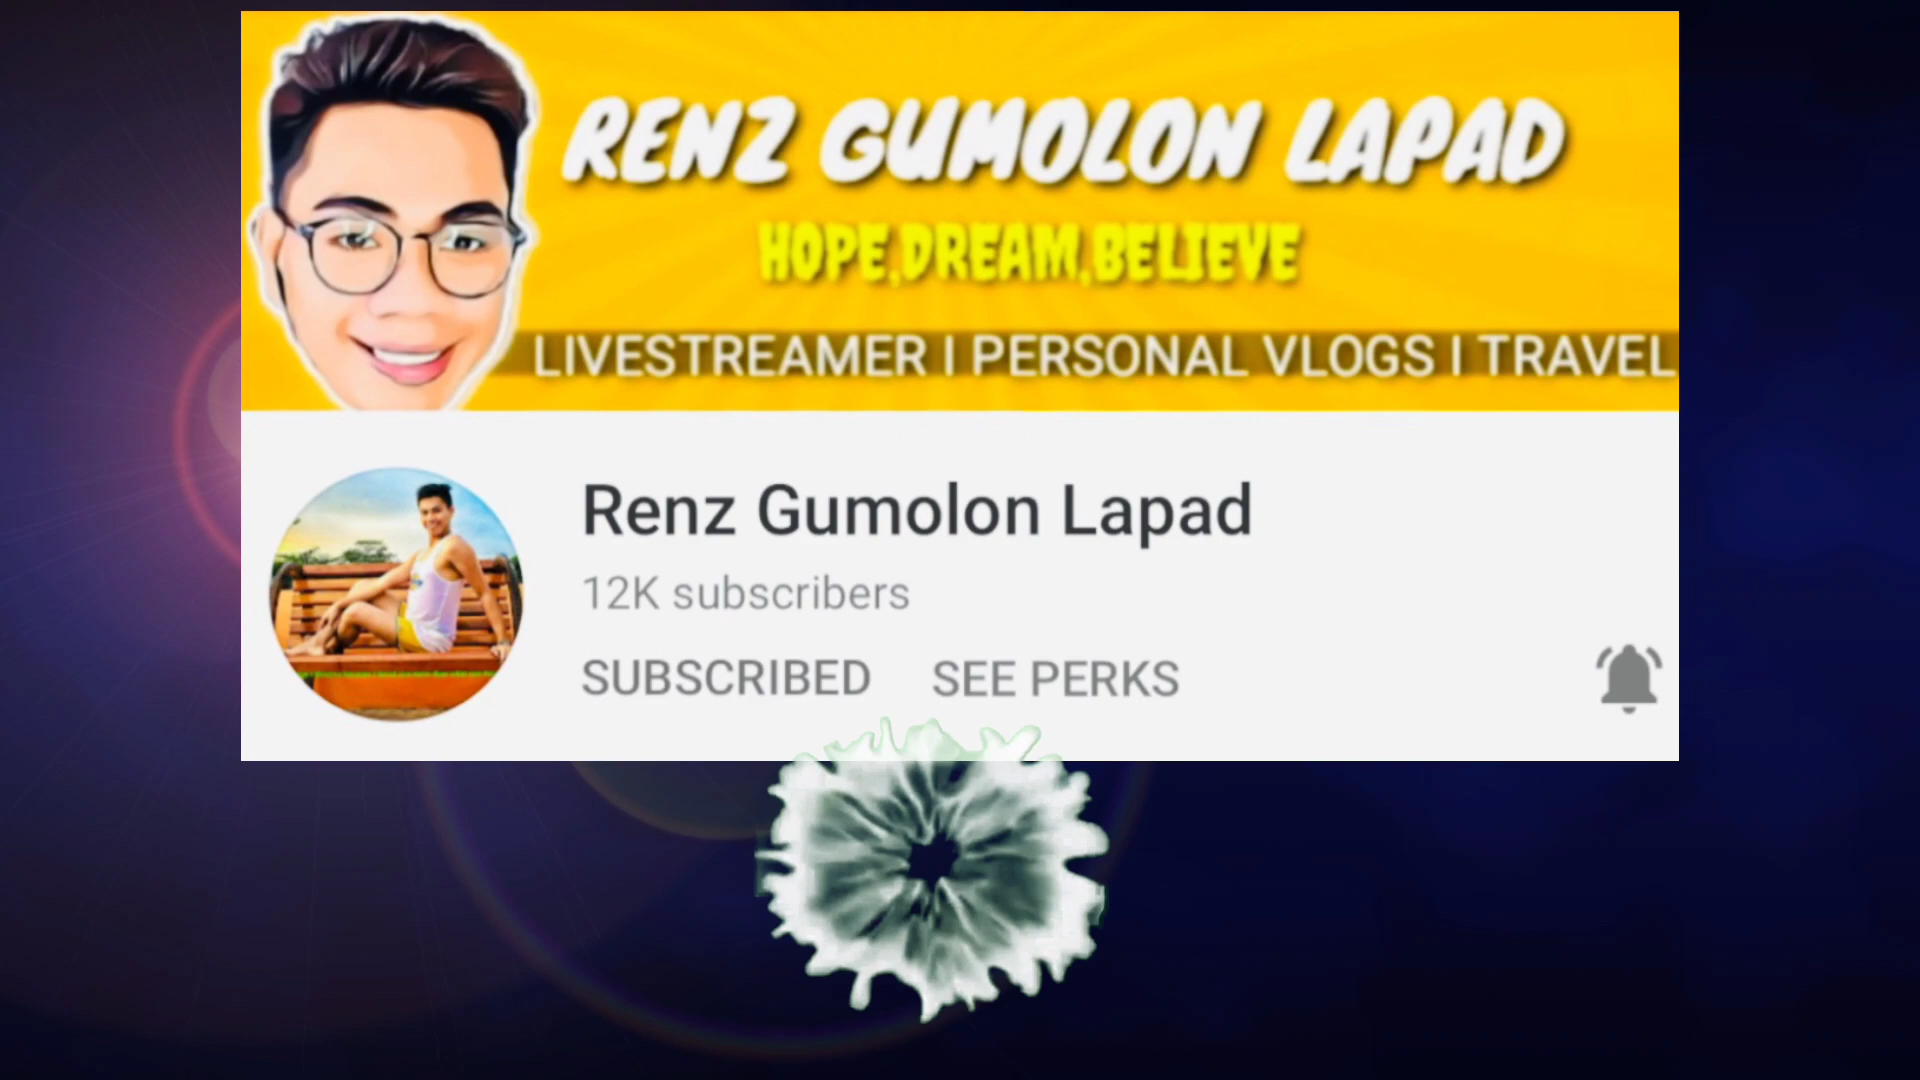 RENZ GUMOLON LAPAD
HOPE,DREAM,BELIEVE
LIVESTREAMER I PERSONAL VLOGS I TRAVEL
Renz Gumolon Lapad
12K subscribers
SUBSCRIBED SEE PERKS